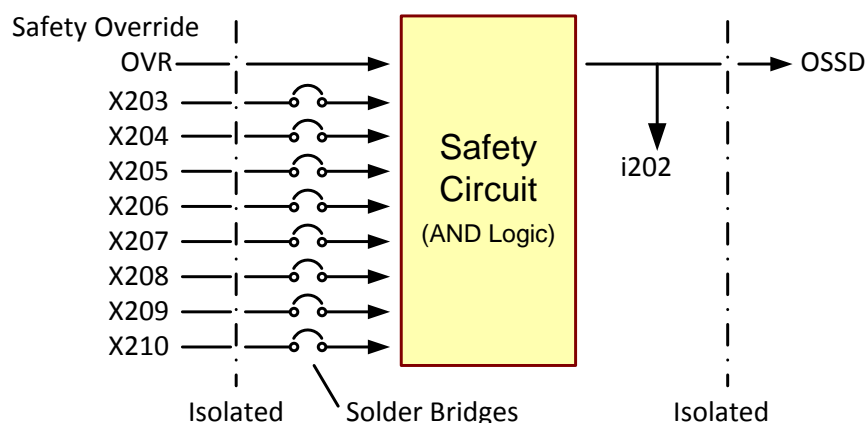 Safety Override
OVR
X203
X204
X205
X206
X207
X208
X209
X210
Safety
Circuit
(AND Logic)
OSSD
i202
Isolated
Solder Bridges
Isolated